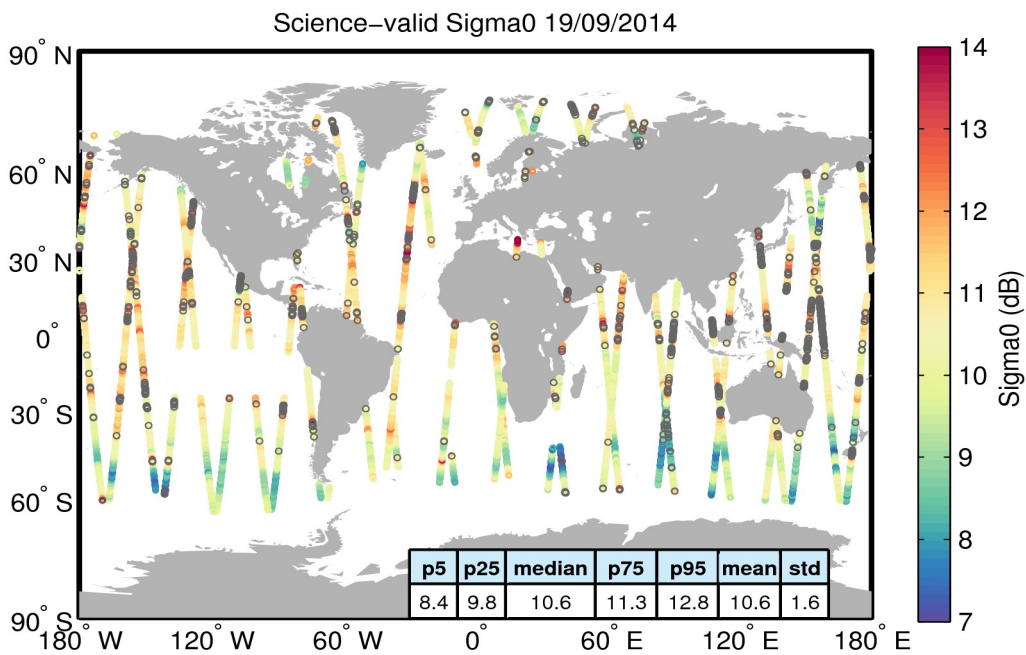 Science−valid Sigma0 19/09/2014
90° N
60° N
30° N
0°
30° S
60° S
90° S
180° W
120° W
60° W
0°
60° E
120° E
180° E
p5 p25 median p75 p95 mean std
8.4 9.8 10.6 11.3 12.8 10.6 1.6
14
13
12
11
10
9
8
7
Sigma0 (dB)